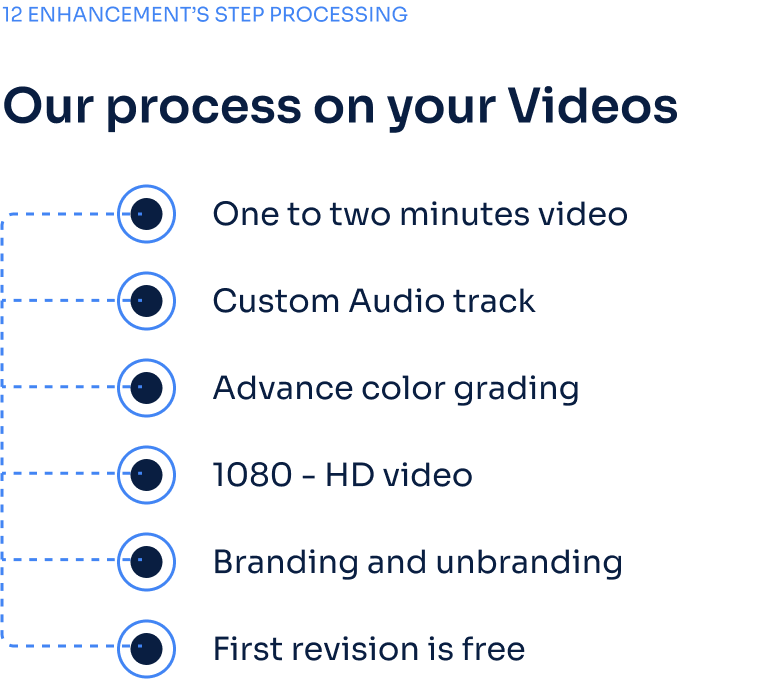 12 ENHANCEMENT’S STEP PROCESSING
Our process on your Videos
One to two minutes video
Custom Audio track
Advance color grading
1080 - HD video
Branding and unbranding
First revision is free